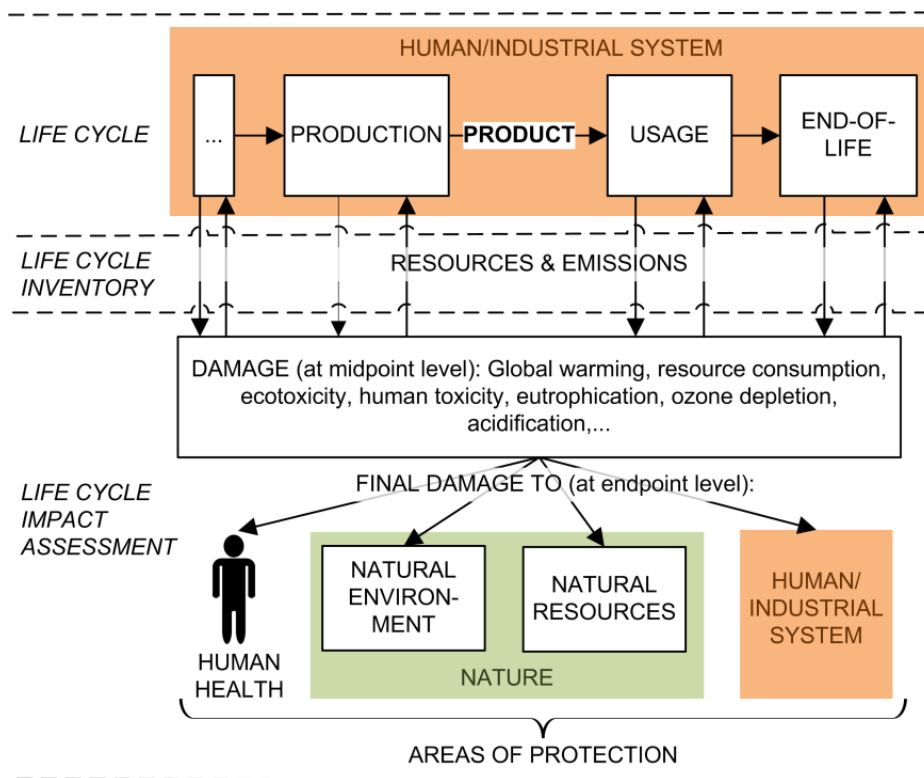 HUMAN/INDUSTRIAL SYSTEM
LIFE CYCLE
...
PRODUCTION
PRODUCT
USAGE
END-OF-
LIFE
LIFE CYCLE
INVENTORY
RESOURCES & EMISSIONS
DAMAGE (at midpoint level): Global warming, resource consumption,
ecotoxicity, human toxicity, eutrophication, ozone depletion,
acidification,...
LIFE CYCLE
IMPACT
ASSESSMENT
FINAL DAMAGE TO (at endpoint level):
HUMAN
HEALTH
NATURAL
ENVIRON-
MENT
NATURAL
RESOURCES
NATURE
HUMAN/
INDUSTRIAL
SYSTEM
AREAS OF PROTECTION